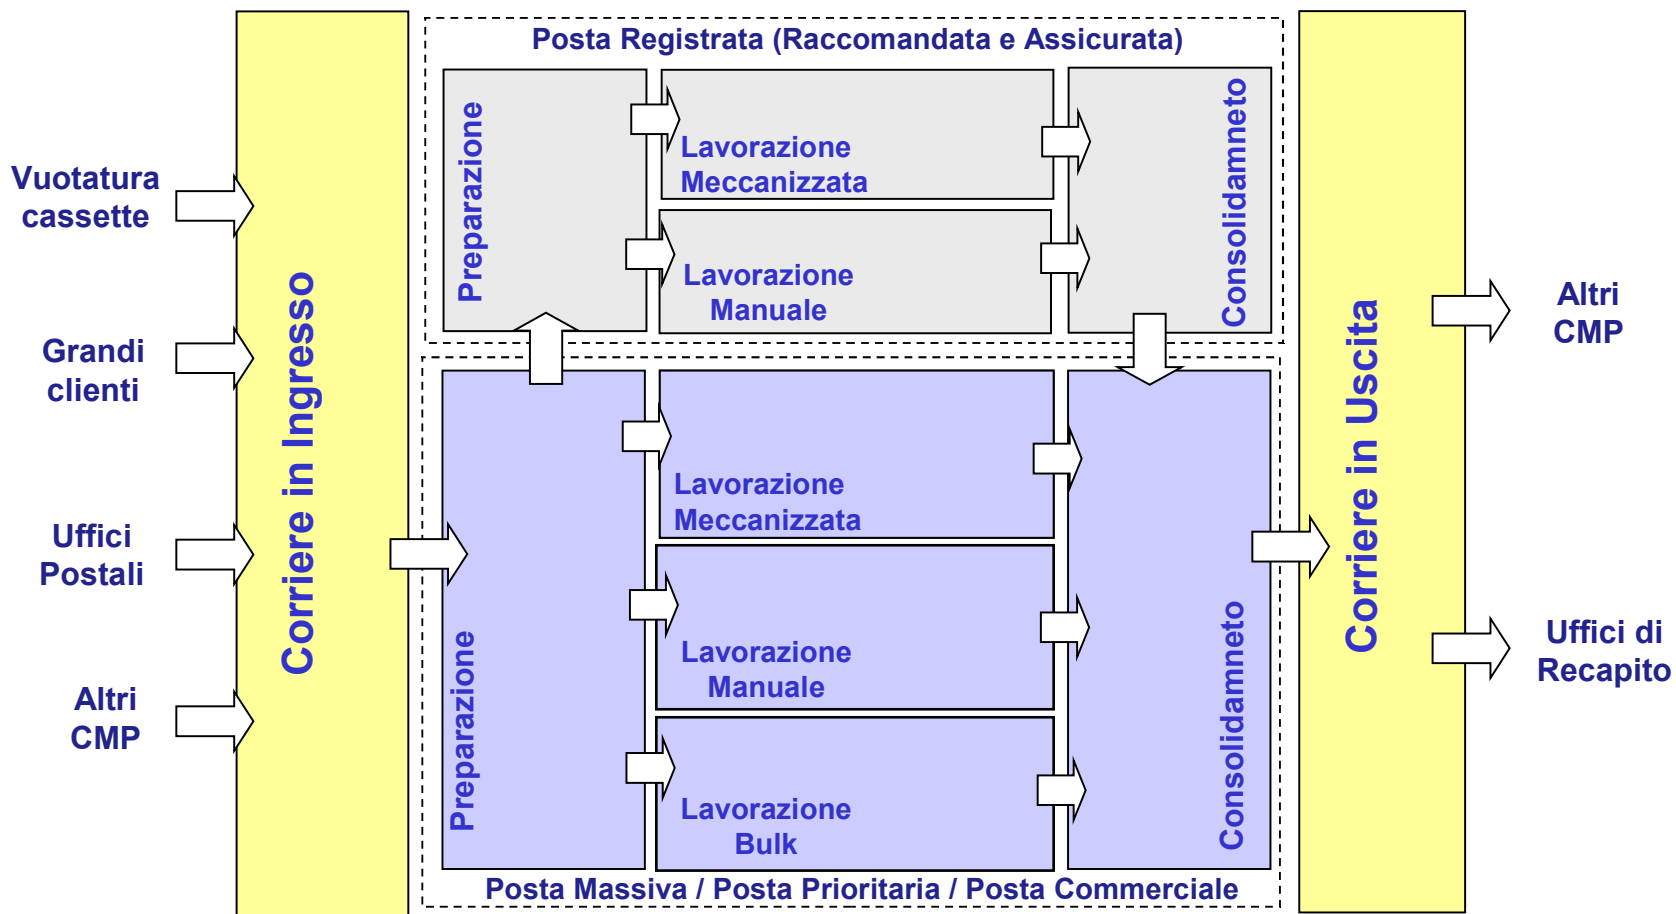 Vuotatura
cassette
Grandi
clienti
Uffici
Postali
Altri
CMP
Corriere in Ingresso
Posta Registrata (Raccomandata e Assicurata)
Preparazione
Lavorazione
Meccanizzata
Lavorazione
Manuale
Consolidamneto
Preparazione
Lavorazione
Meccanizzata
Lavorazione
Manuale
Lavorazione
Bulk
Consolidamneto
Posta Massiva / Posta Prioritaria / Posta Commerciale
Corriere in Uscita
Altri
CMP
Uffici di
Recapito